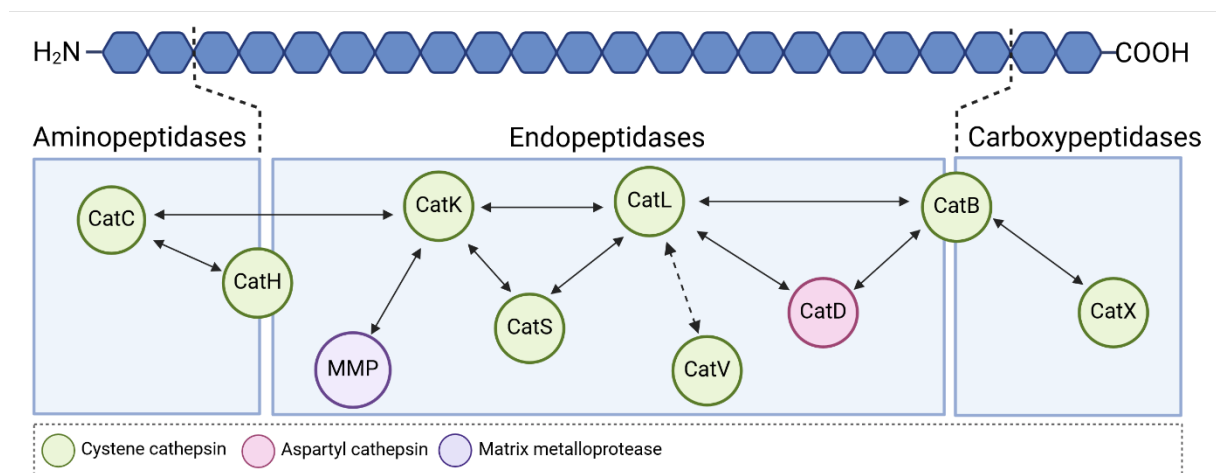 H₂N COOH
Aminopeptidases Endopeptidases Carboxypeptidases
CatC CatK CatL CatB
CatH CatS CatD CatX
MMP CatV
Cystene cathepsin Aspartyl cathepsin Matrix metalloprotease